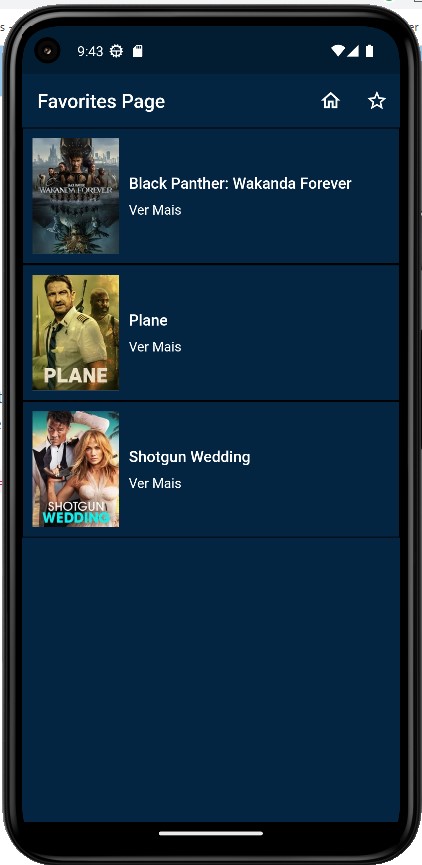 9:43
Favorites Page
WAKANDA FOREVER
Black Panther: Wakanda Forever
Ver Mais
PLANE
Plane
Ver Mais
SHOTGUN
WEDDING
Shotgun Wedding
Ver Mais